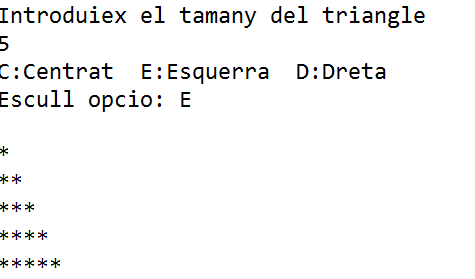 Introduiex el tamany del triangle
5
C:Centrat  E:Esquerra  D:Dreta
Escull opcio: E

*
**
***
****
*****